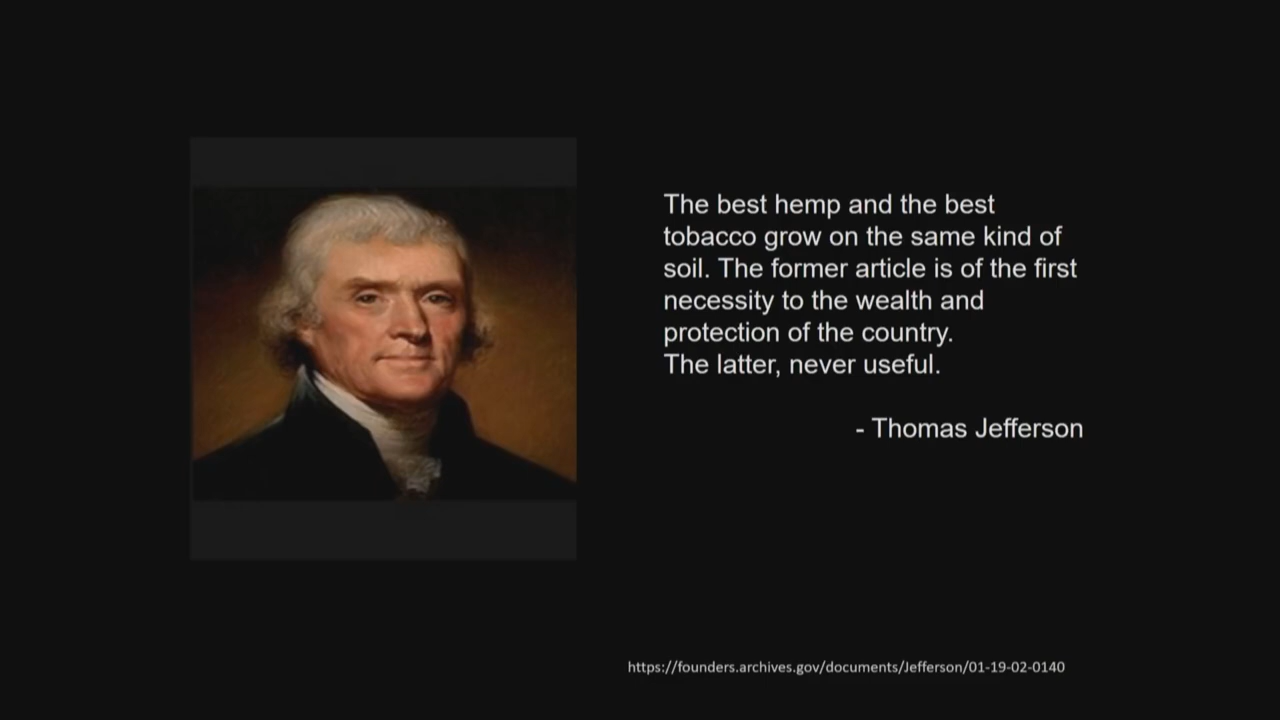 The best hemp and the best
tobacco grow on the same kind of
soil. The former article is of the first
necessity to the wealth and
protection of the country.
The latter, never useful.
- Thomas Jefferson
https://founders.archives.gov/documents/Jefferson/01-19-02-0140